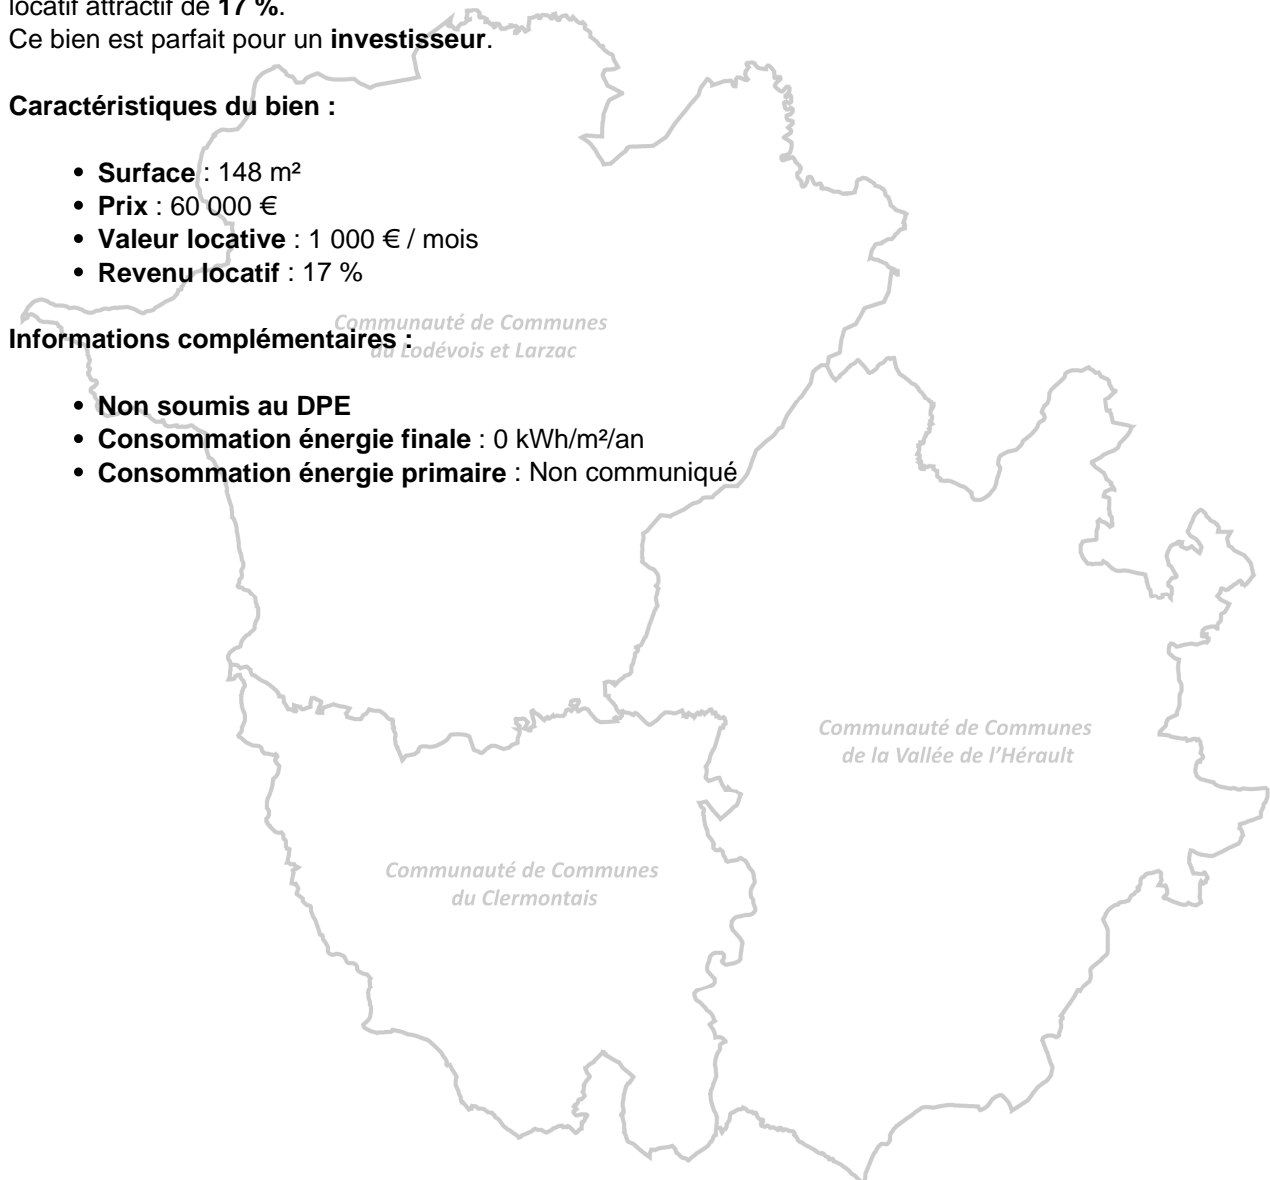 locatif attractif de 17 %.
Ce bien est parfait pour un investisseur.
Caractéristiques du bien :
• Surface : 148 m²
• Prix : 60 000 €
• Valeur locative : 1 000 € / mois
• Revenu locatif : 17 %
Communauté de Communes
du Lodévois et Larzac
Informations complémentaires :
• Non soumis au DPE
• Consommation énergie finale : 0 kWh/m²/an
• Consommation énergie primaire : Non communiqué
Communauté de Communes
de la Vallée de l'Hérault
Communauté de Communes
du Clermontais